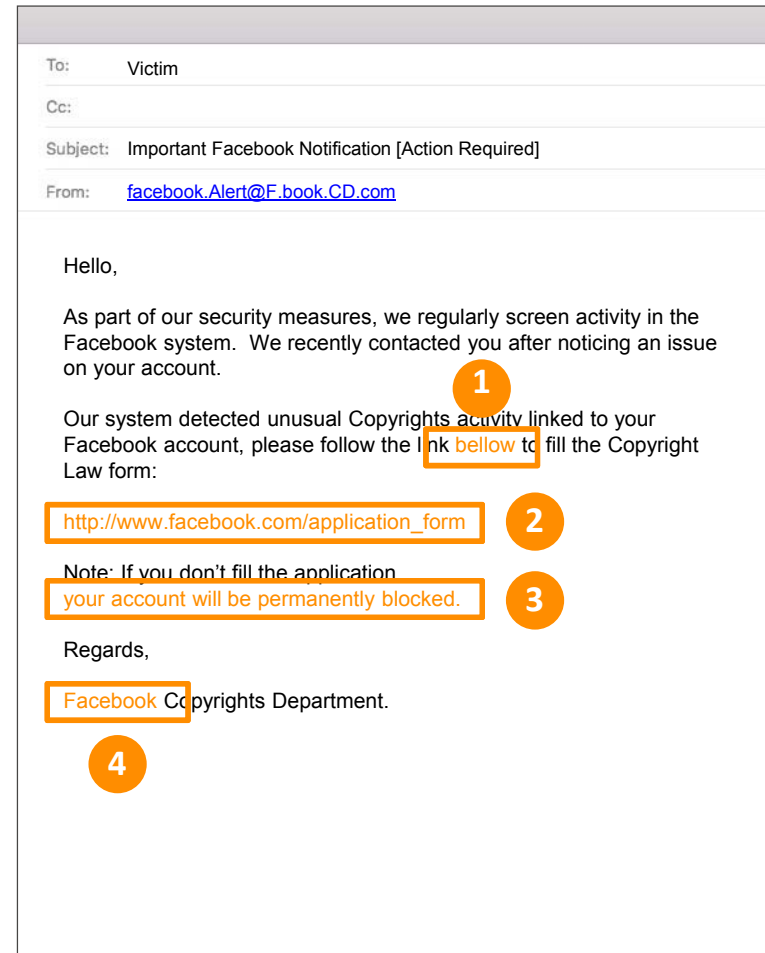 To: Victim
Cc:
Subject: Important Facebook Notification [Action Required]
From: facebook.Alert@F.book.CD.com
Hello,
As part of our security measures, we regularly screen activity in the
Facebook system. We recently contacted you after noticing an issue
on your account.
1
Our system detected unusual Copyrights activity linked to your
Facebook account, please follow the link bellow to fill the Copyright
Law form:
http://www.facebook.com/application_form
2
Note: If you don't fill the application
your account will be permanently blocked.
3
Regards,
Facebook Copyrights Department.
4